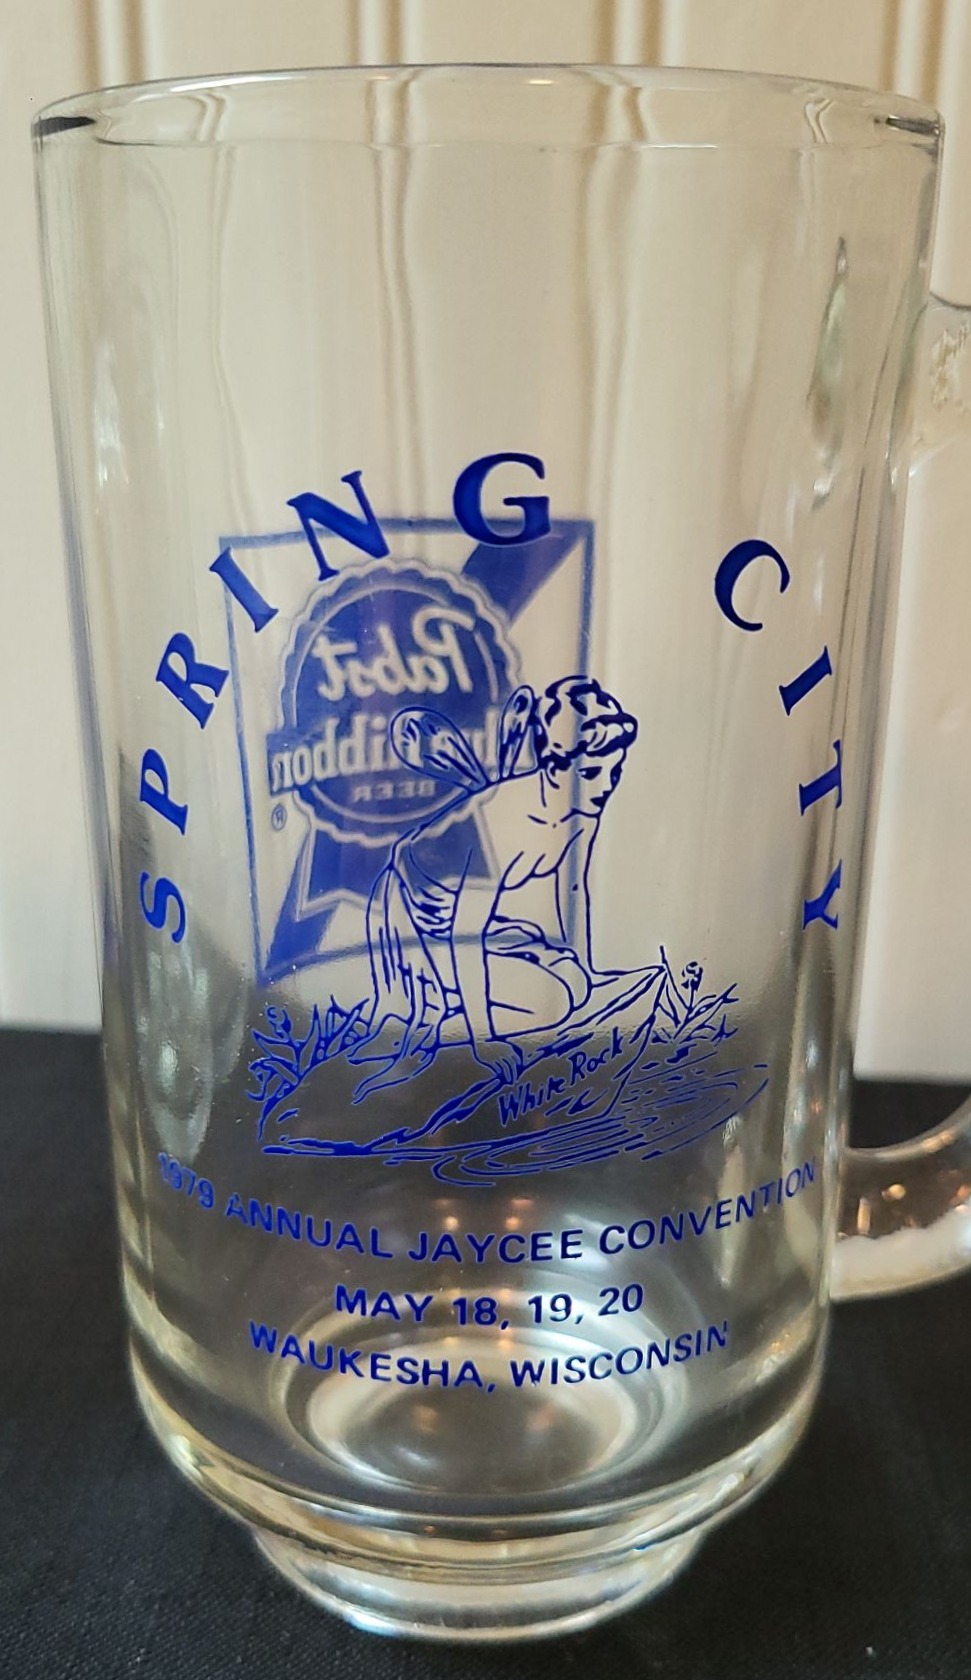 SPRING CITY
Pabst
Blue Ribbon
BEER
®
White Rock
1979 ANNUAL JAYCEE CONVENTION
MAY 18, 19, 20
WAUKESHA, WISCONSIN